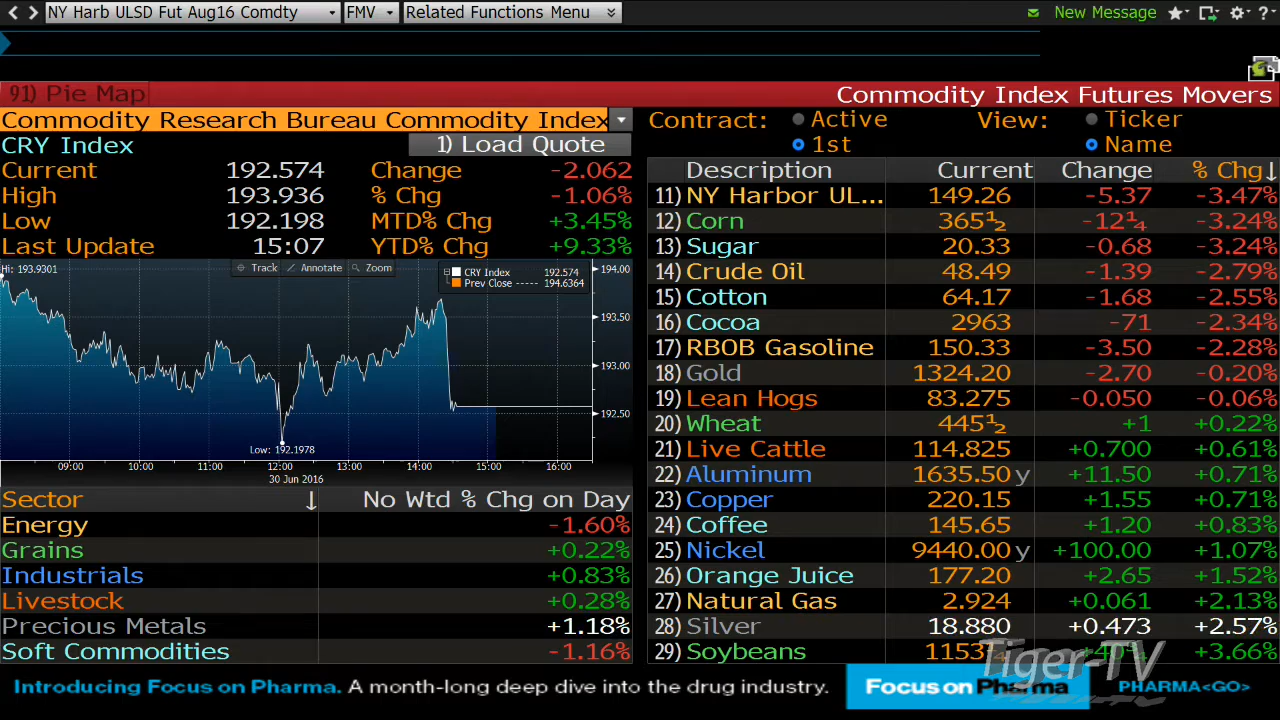 NY Harb ULSD Fut Aug16 Comdty FMV Related Functions Menu New Message
91) Pie Map Commodity Index Futures Movers
Commodity Research Bureau Commodity Index
CRY Index 1) Load Quote
Current 192.574 Change -2.062
High 193.936 % Chg -1.06%
Low 192.198 MTD% Chg +3.45%
Last Update 15:07 YTD% Chg +9.33%
Hi: 193.9301 Track Annotate Zoom
CRY Index 192.574
Prev Close 194.6364
194.00
193.50
193.00
192.50
Low: 192.1978
09:00 10:00 11:00 12:00 13:00 14:00 15:00 16:00
30 Jun 2016
Sector ↓ No Wtd % Chg on Day
Energy -1.60%
Grains +0.22%
Industrials +0.83%
Livestock +0.28%
Precious Metals +1.18%
Soft Commodities -1.16%
Contract: Active View: Ticker
1st Name
Description Current Change % Chg↓
11) NY Harbor UL... 149.26 -5.37 -3.47%
12) Corn 365½ -12¼ -3.24%
13) Sugar 20.33 -0.68 -3.24%
14) Crude Oil 48.49 -1.39 -2.79%
15) Cotton 64.17 -1.68 -2.55%
16) Cocoa 2963 -71 -2.34%
17) RBOB Gasoline 150.33 -3.50 -2.28%
18) Gold 1324.20 -2.70 -0.20%
19) Lean Hogs 83.275 -0.050 -0.06%
20) Wheat 445½ +1 +0.22%
21) Live Cattle 114.825 +0.700 +0.61%
22) Aluminum 1635.50 y +11.50 +0.71%
23) Copper 220.15 +1.55 +0.71%
24) Coffee 145.65 +1.20 +0.83%
25) Nickel 9440.00 y +100.00 +1.07%
26) Orange Juice 177.20 +2.65 +1.52%
27) Natural Gas 2.924 +0.061 +2.13%
28) Silver 18.880 +0.473 +2.57%
29) Soybeans +3.66%
Tiger-TV
Introducing Focus on Pharma. A month-long deep dive into the drug industry. Focus on Pharma PHARMA<GO>